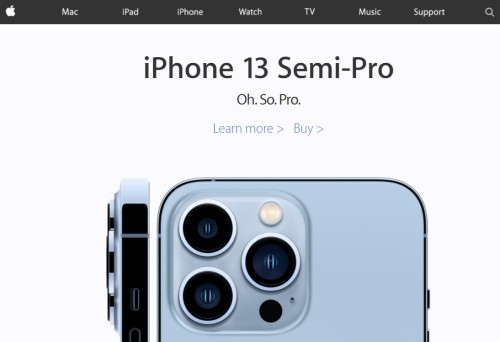 Mac iPad iPhone Watch TV Music Support
iPhone 13 Semi-Pro
Oh. So. Pro.
Learn more > Buy >